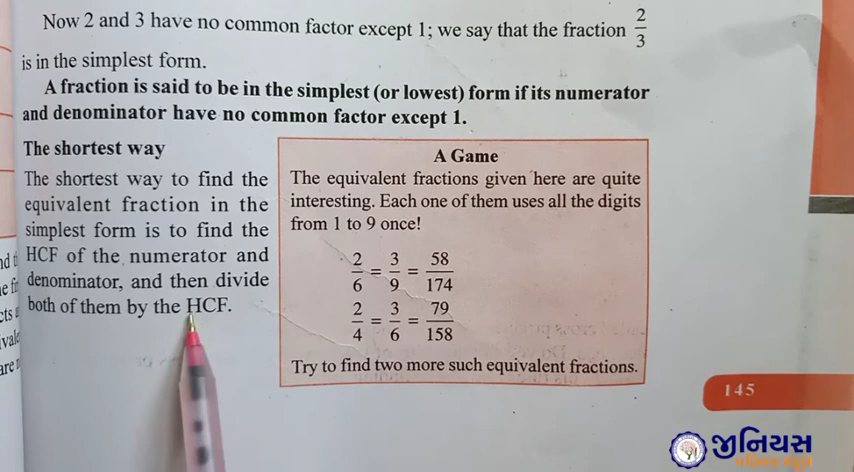 Now 2 and 3 have no common factor except 1; we say that the fraction 2/3
is in the simplest form.
A fraction is said to be in the simplest (or lowest) form if its numerator
and denominator have no common factor except 1.
The shortest way
The shortest way to find the
equivalent fraction in the
simplest form is to find the
HCF of the numerator and
denominator, and then divide
both of them by the HCF.
A Game
The equivalent fractions given here are quite
interesting. Each one of them uses all the digits
from 1 to 9 once!
2/6 = 3/9 = 58/174
2/4 = 3/6 = 79/158
Try to find two more such equivalent fractions.
145
જીનિયસ